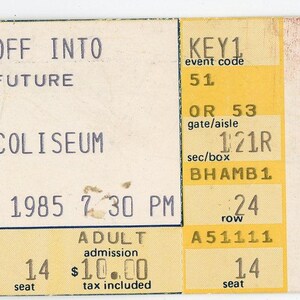 OFF INTO
FUTURE
COLISEUM
1985 7 30 PM
ADULT
admission
14 $10.00
seat tax included
KEY1
event code
51
OR 53
gate/aisle
121R
sec/box
BHAMB1
24
row
A51111
14
seat